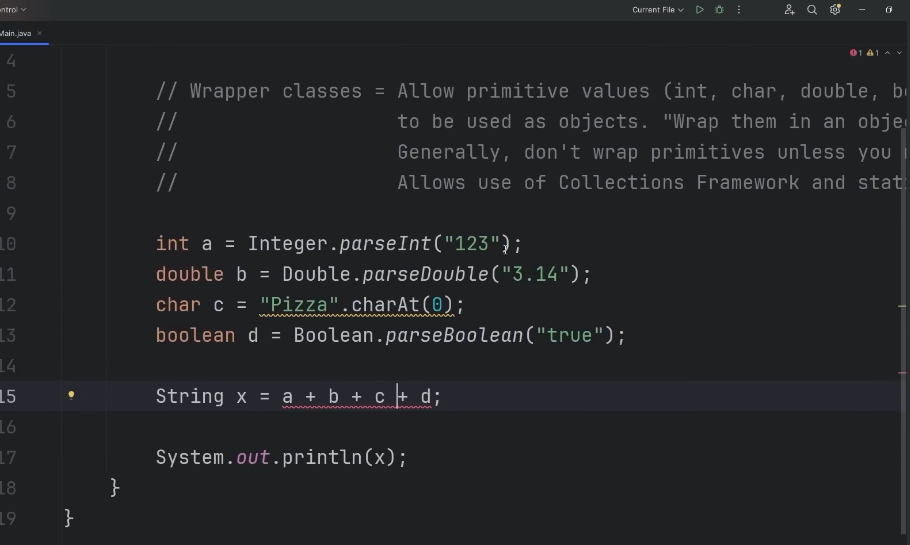 Current File
Main.java
1 1
4
5 // Wrapper classes = Allow primitive values (int, char, double,
6 // to be used as objects. "Wrap them in an
7 // Generally, don't wrap primitives unless you
8 // Allows use of Collections Framework and
9
10 int a = Integer.parseInt("123");
11 double b = Double.parseDouble("3.14");
12 char c = "Pizza".charAt(0);
13 boolean d = Boolean.parseBoolean("true");
14
15 String x = a + b + c + d;
16
17 System.out.println(x);
18 }
19 }